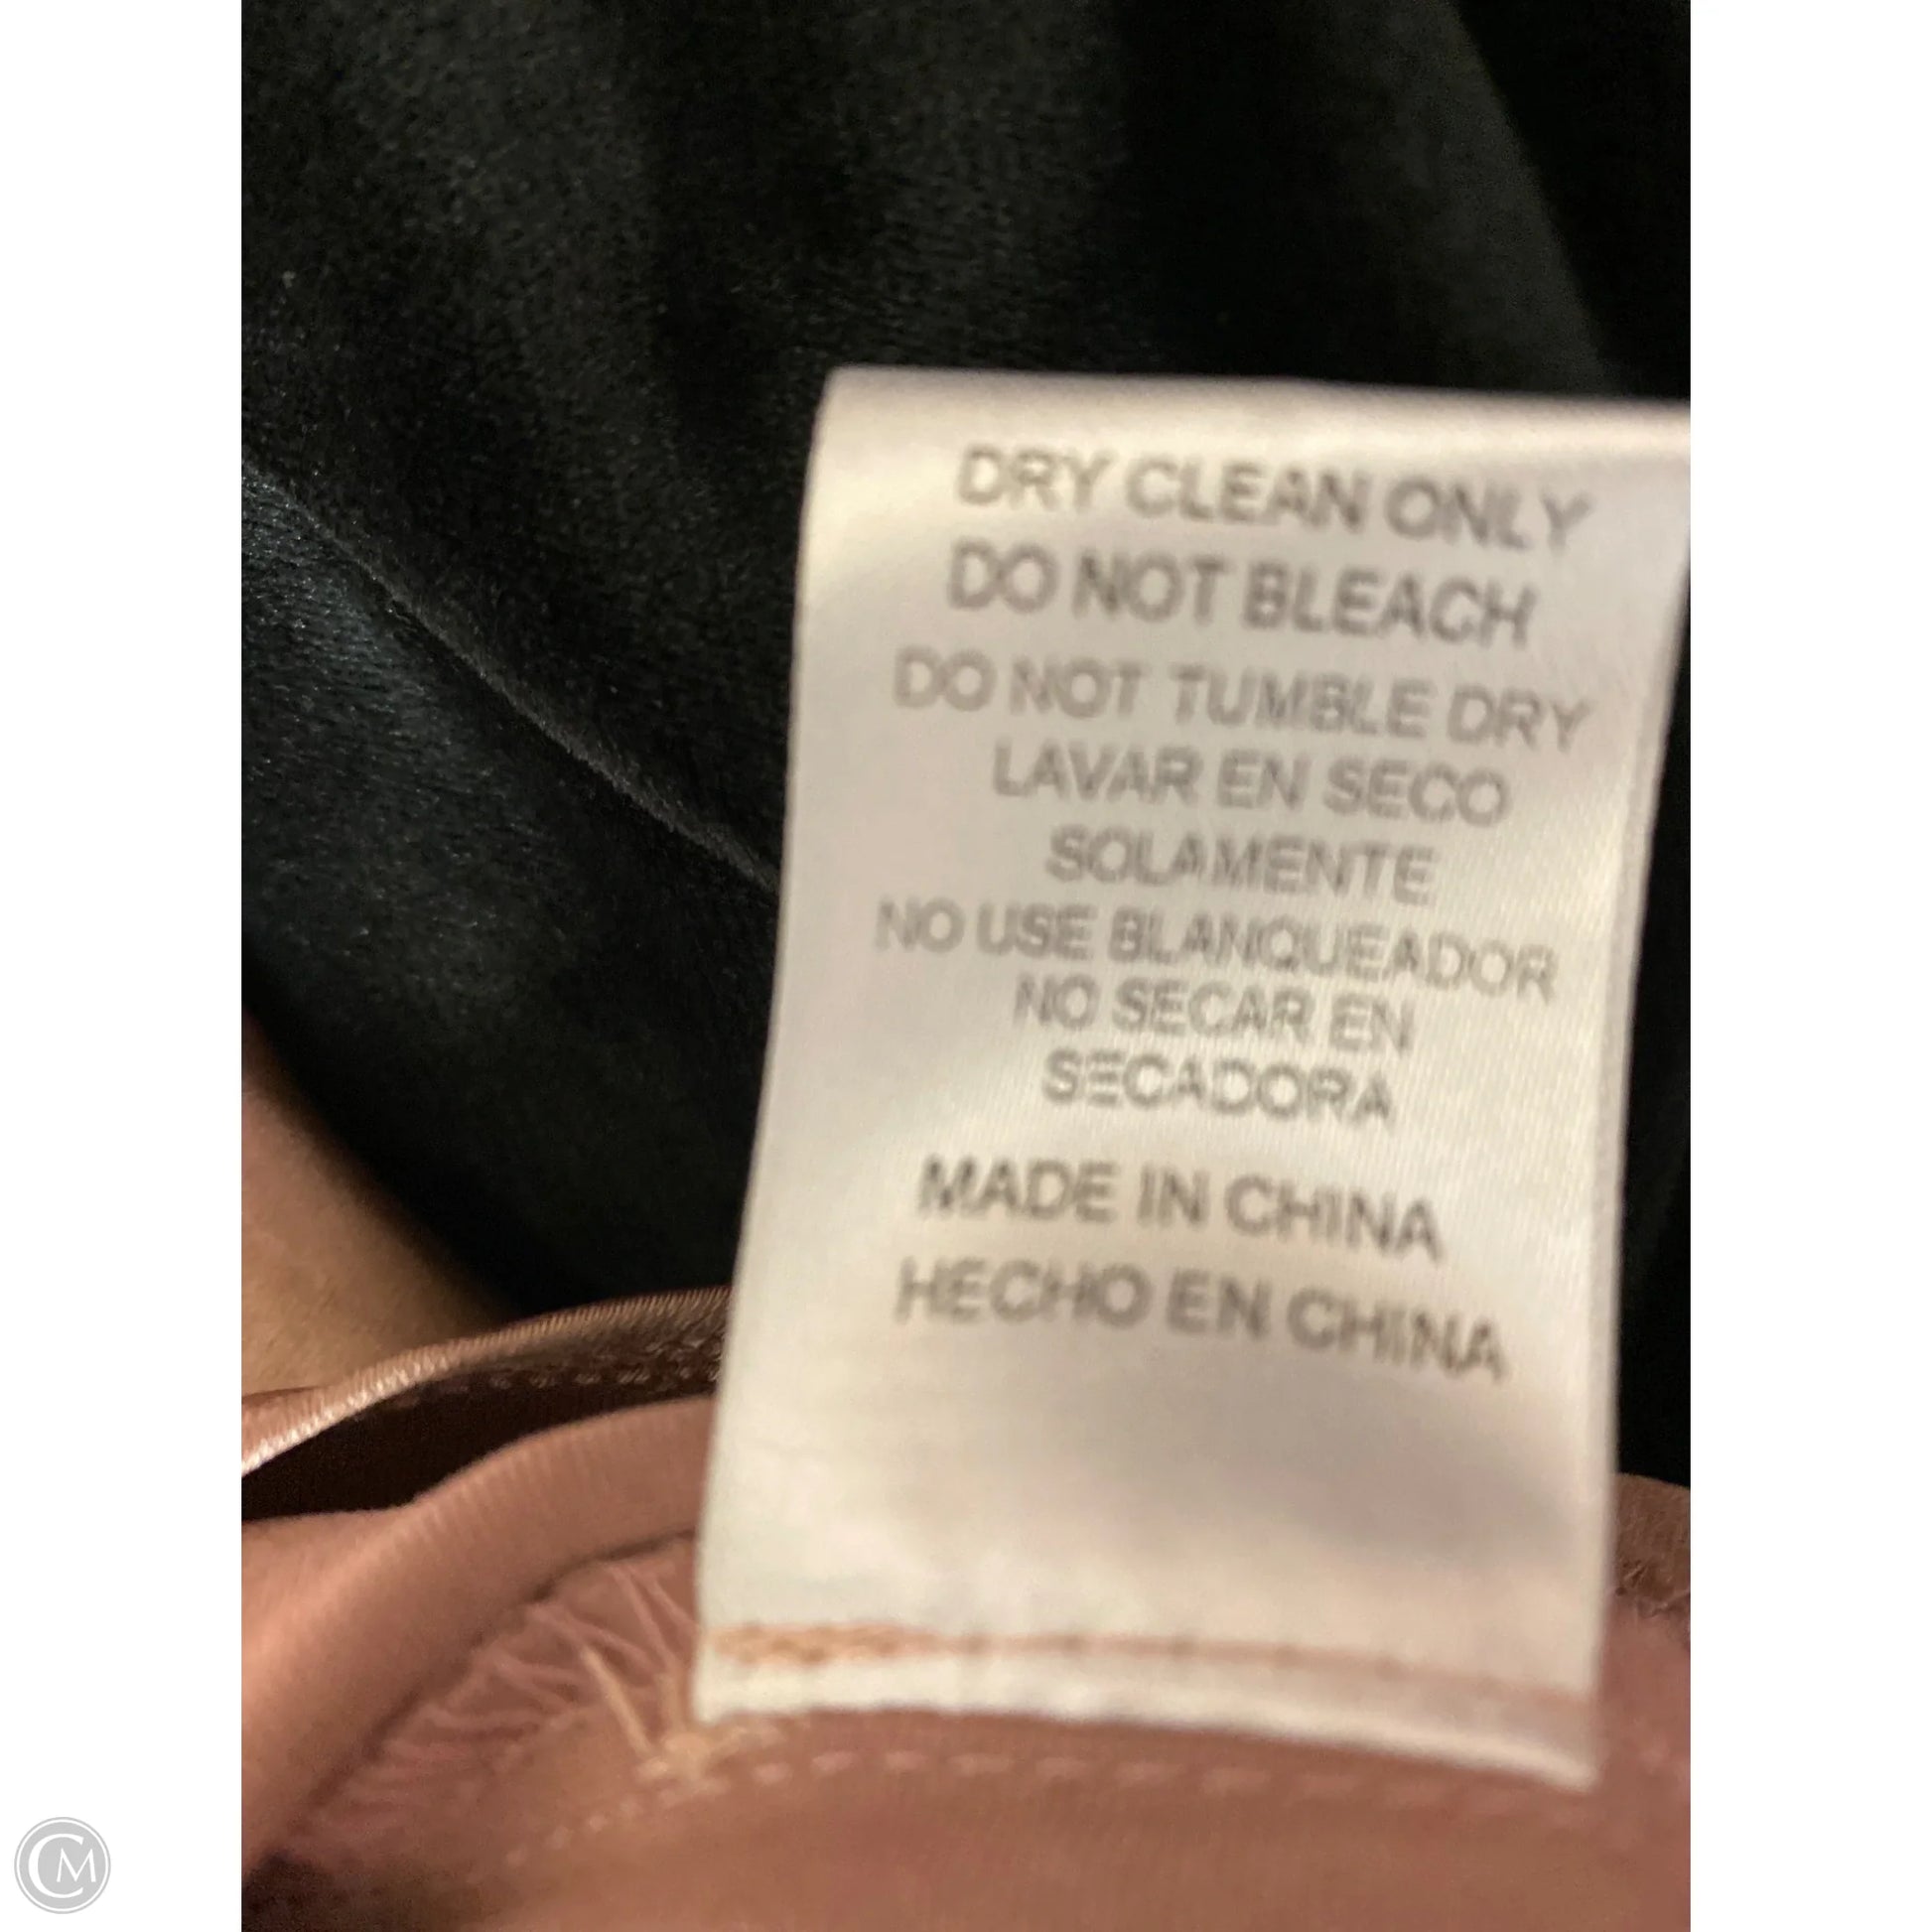 DRY CLEAN ONLY
DO NOT BLEACH
DO NOT TUMBLE DRY
LAVAR EN SECO
SOLAMENTE
NO USE BLANQUEADOR
NO SECAR EN
SECADORA
MADE IN CHINA
HECHO EN CHINA
CM